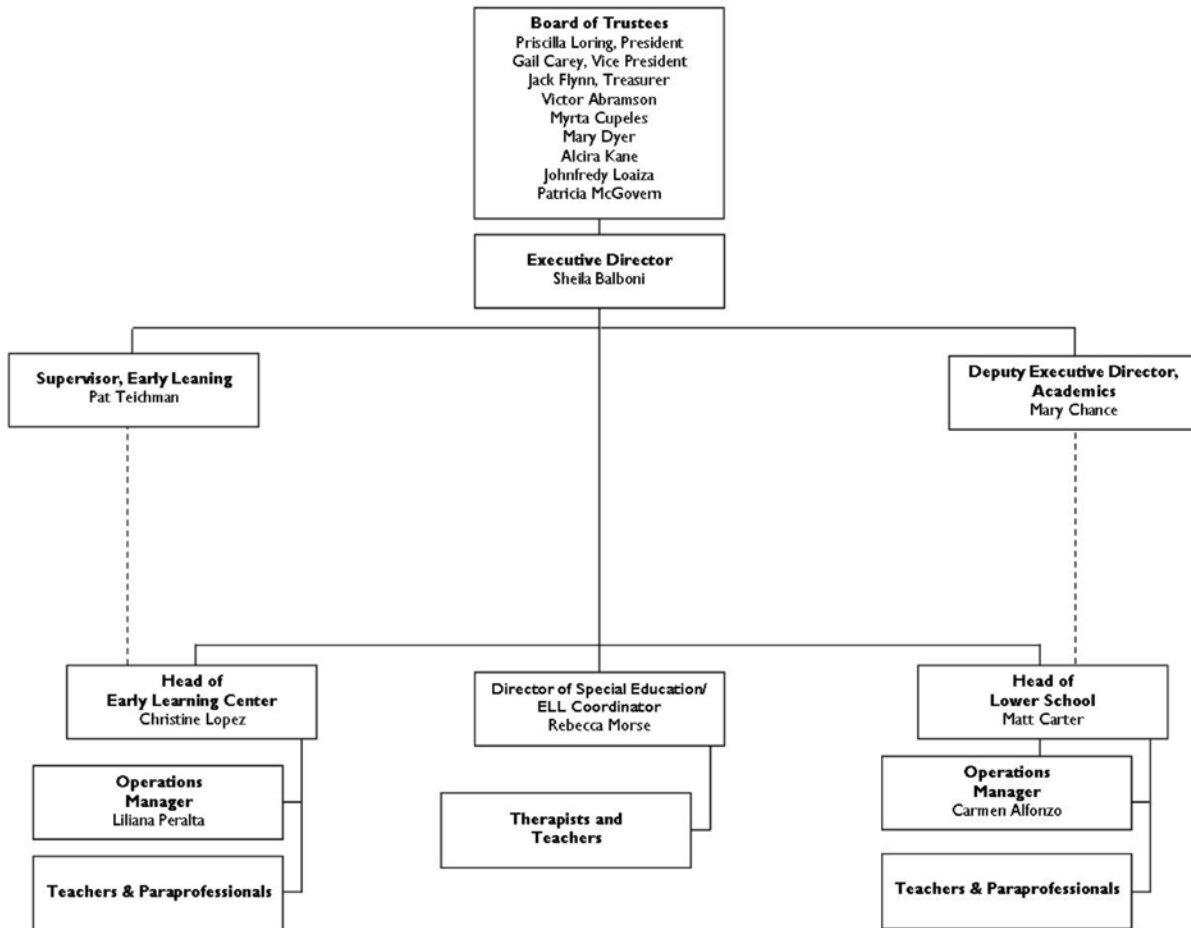 Board of Trustees
Priscilla Loring, President
Gail Carey, Vice President
Jack Flynn, Treasurer
Victor Abramson
Myrta Cupeles
Mary Dyer
Alcira Kane
Johnfredy Loaiza
Patricia McGovern
Executive Director
Sheila Balboni
Supervisor, Early Leaning
Pat Teichman
Deputy Executive Director,
Academics
Mary Chance
Head of
Early Learning Center
Christine Lopez
Director of Special Education/
ELL Coordinator
Rebecca Morse
Head of
Lower School
Matt Carter
Operations
Manager
Liliana Peralta
Therapists and
Teachers
Operations
Manager
Carmen Alfonzo
Teachers & Paraprofessionals
Teachers & Paraprofessionals